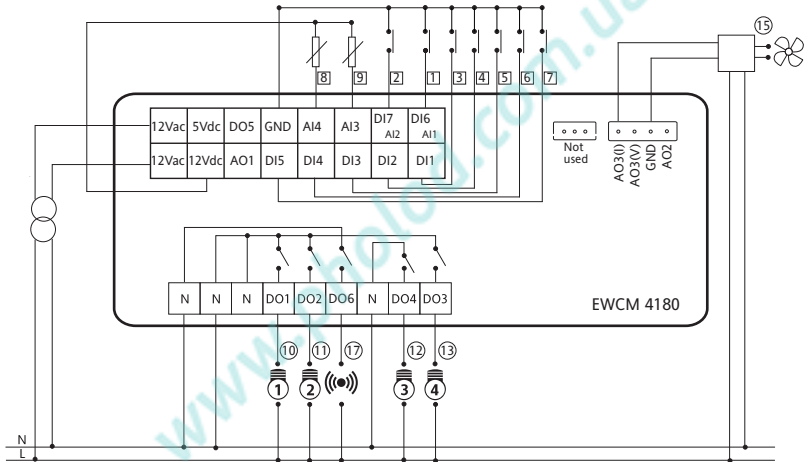 15
8 9 2 1 3 4 5 6 7
12Vac 5Vdc DO5 GND AI4 AI3 DI7 AI2 DI6 AI1
12Vac 12Vdc AO1 DI5 DI4 DI3 DI2 DI1
Not
used
AO3(I)
AO3(V)
GND
AO2
N N N DO1 DO2 DO6 N DO4 DO3
EWCM 4180
10 11 17 12 13
1 2 3 4
N
L
www.pholod.com.ua